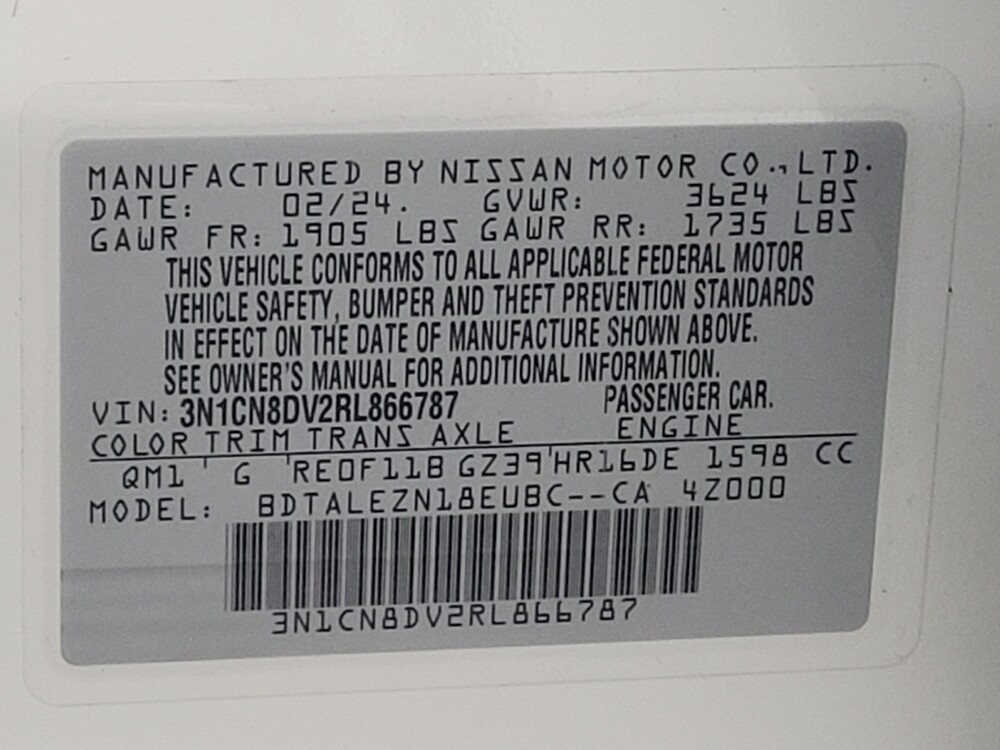 MANUFACTURED BY NISSAN MOTOR CO., LTD.
DATE: 02/24. GVWR: 3624 LBS
GAWR FR: 1905 LBS GAWR RR: 1735 LBS
THIS VEHICLE CONFORMS TO ALL APPLICABLE FEDERAL MOTOR
VEHICLE SAFETY, BUMPER AND THEFT PREVENTION STANDARDS
IN EFFECT ON THE DATE OF MANUFACTURE SHOWN ABOVE.
SEE OWNER'S MANUAL FOR ADDITIONAL INFORMATION.
VIN: 3N1CN8DV2RL866787 PASSENGER CAR.
COLOR TRIM TRANS AXLE ENGINE
QM1 ' G 'RE0F11B GZ39'HR16DE 1598 CC
MODEL: BDTALEZN18EUBC--CA 4Z000
3N1CN8DV2RL866787